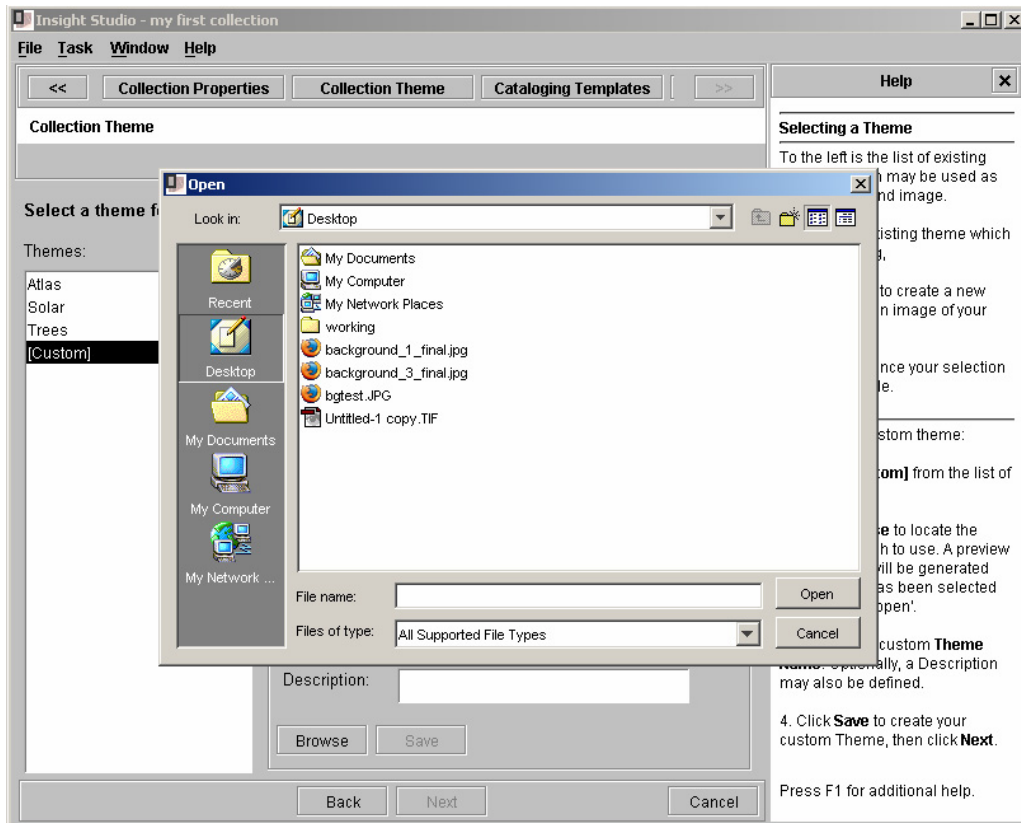 Insight Studio - my first collection
File Task Window Help
<< Collection Properties Collection Theme Cataloging Templates >>
Collection Theme
Select a theme f
Themes:
Atlas
Solar
Trees
[Custom]
Open
Look in: Desktop
Recent
Desktop
My Documents
My Computer
My Network ...
My Documents
My Computer
My Network Places
working
background_1_final.jpg
background_3_final.jpg
bgtest.JPG
Untitled-1 copy.TIF
File name:
Open
Files of type: All Supported File Types
Cancel
Description:
Browse Save
Back Next Cancel
Help
Selecting a Theme
To the left is the list of existing
may be used as
nd image.
isting theme which
to create a new
n image of your
nce your selection
le.
stom theme:
tom] from the list of
se to locate the
h to use. A preview
vill be generated
as been selected
open'.
custom Theme
Name. Optionally, a Description
may also be defined.
4. Click Save to create your
custom Theme, then click Next.
Press F1 for additional help.